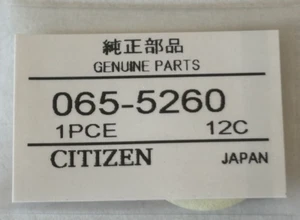 純正部品
GENUINE PARTS
065-5260
1PCE 12C
CITIZEN JAPAN